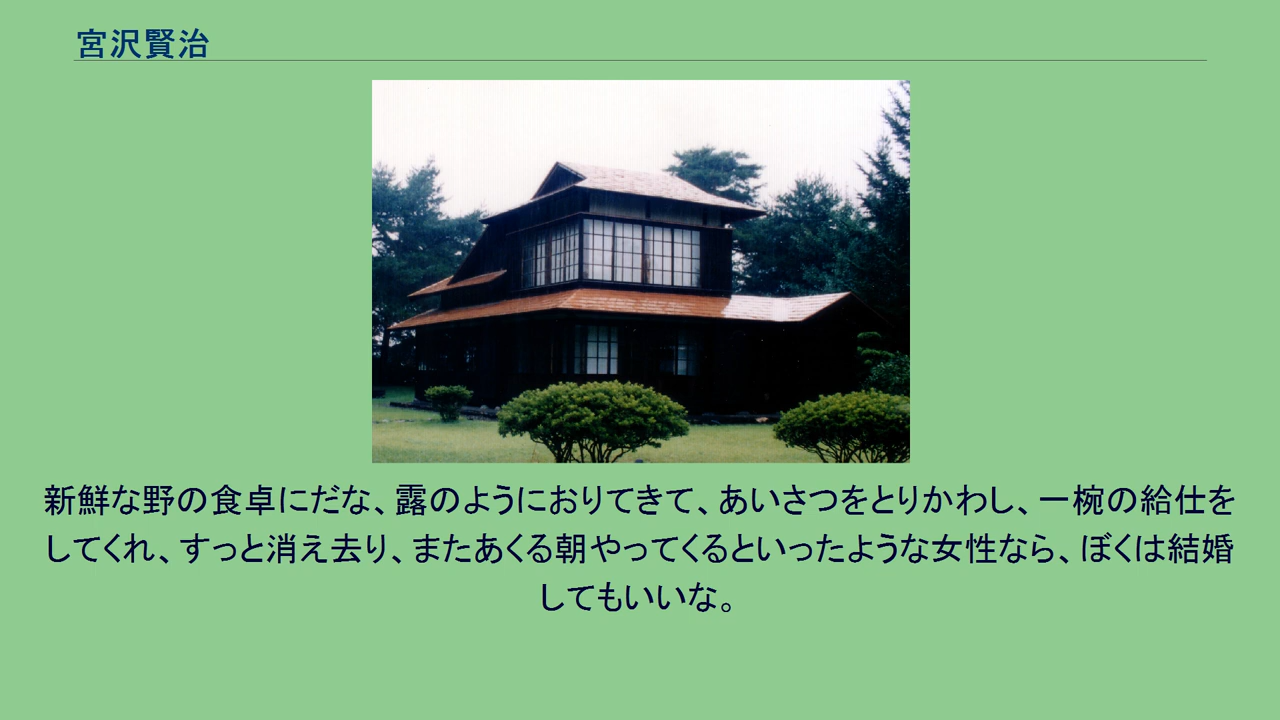 宮沢賢治
新鮮な野の食卓にだな、露のようにおりてきて、あいさつをとりかわし、一椀の給仕を
してくれ、すっと消え去り、またあくる朝やってくるといったような女性なら、ぼくは結婚
してもいいな。